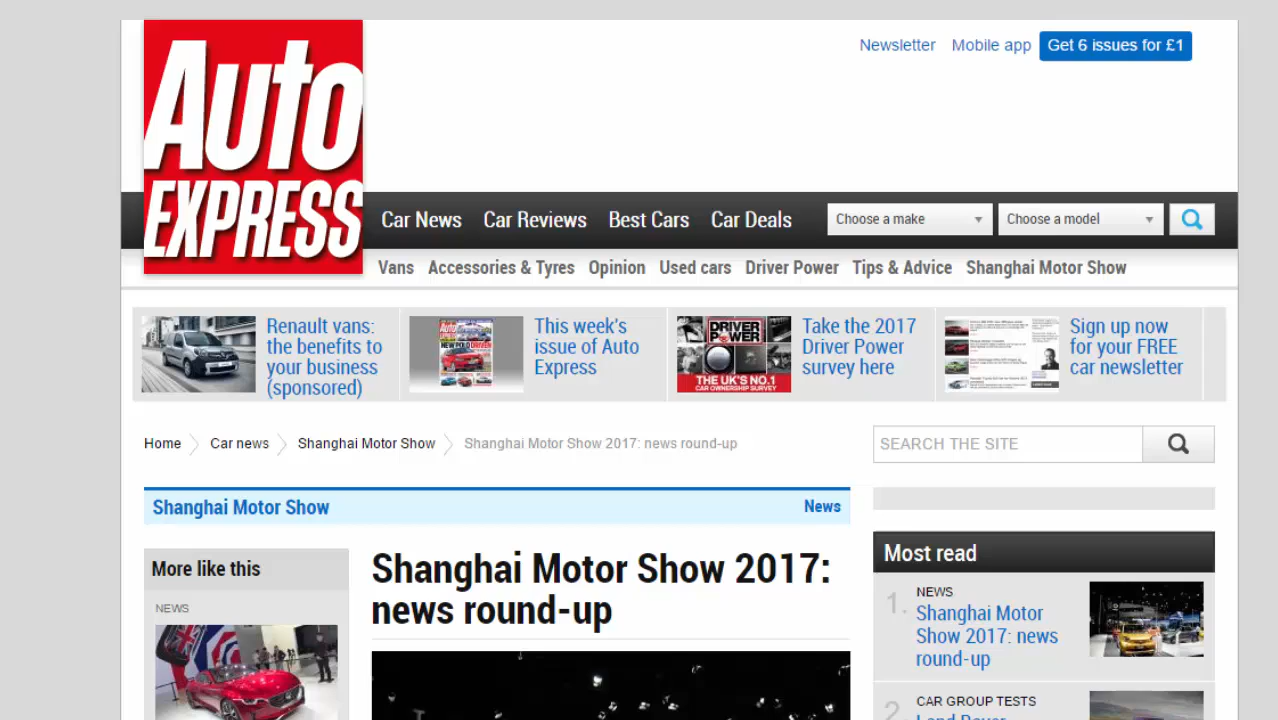 Auto
EXPRESS
Newsletter Mobile app Get 6 issues for £1
Car News Car Reviews Best Cars Car Deals Choose a make Choose a model
Vans Accessories & Tyres Opinion Used cars Driver Power Tips & Advice Shanghai Motor Show
Renault vans:
the benefits to
your business
(sponsored)
This week's
issue of Auto
Express
DRIVER
POWER
THE UK'S NO.1
CAR OWNERSHIP SURVEY
Take the 2017
Driver Power
survey here
Sign up now
for your FREE
car newsletter
Home Car news Shanghai Motor Show Shanghai Motor Show 2017: news round-up
SEARCH THE SITE
Shanghai Motor Show News
More like this
NEWS
Shanghai Motor Show 2017:
news round-up
Most read
1. NEWS
Shanghai Motor
Show 2017: news
round-up
2. CAR GROUP TESTS
Land Rover